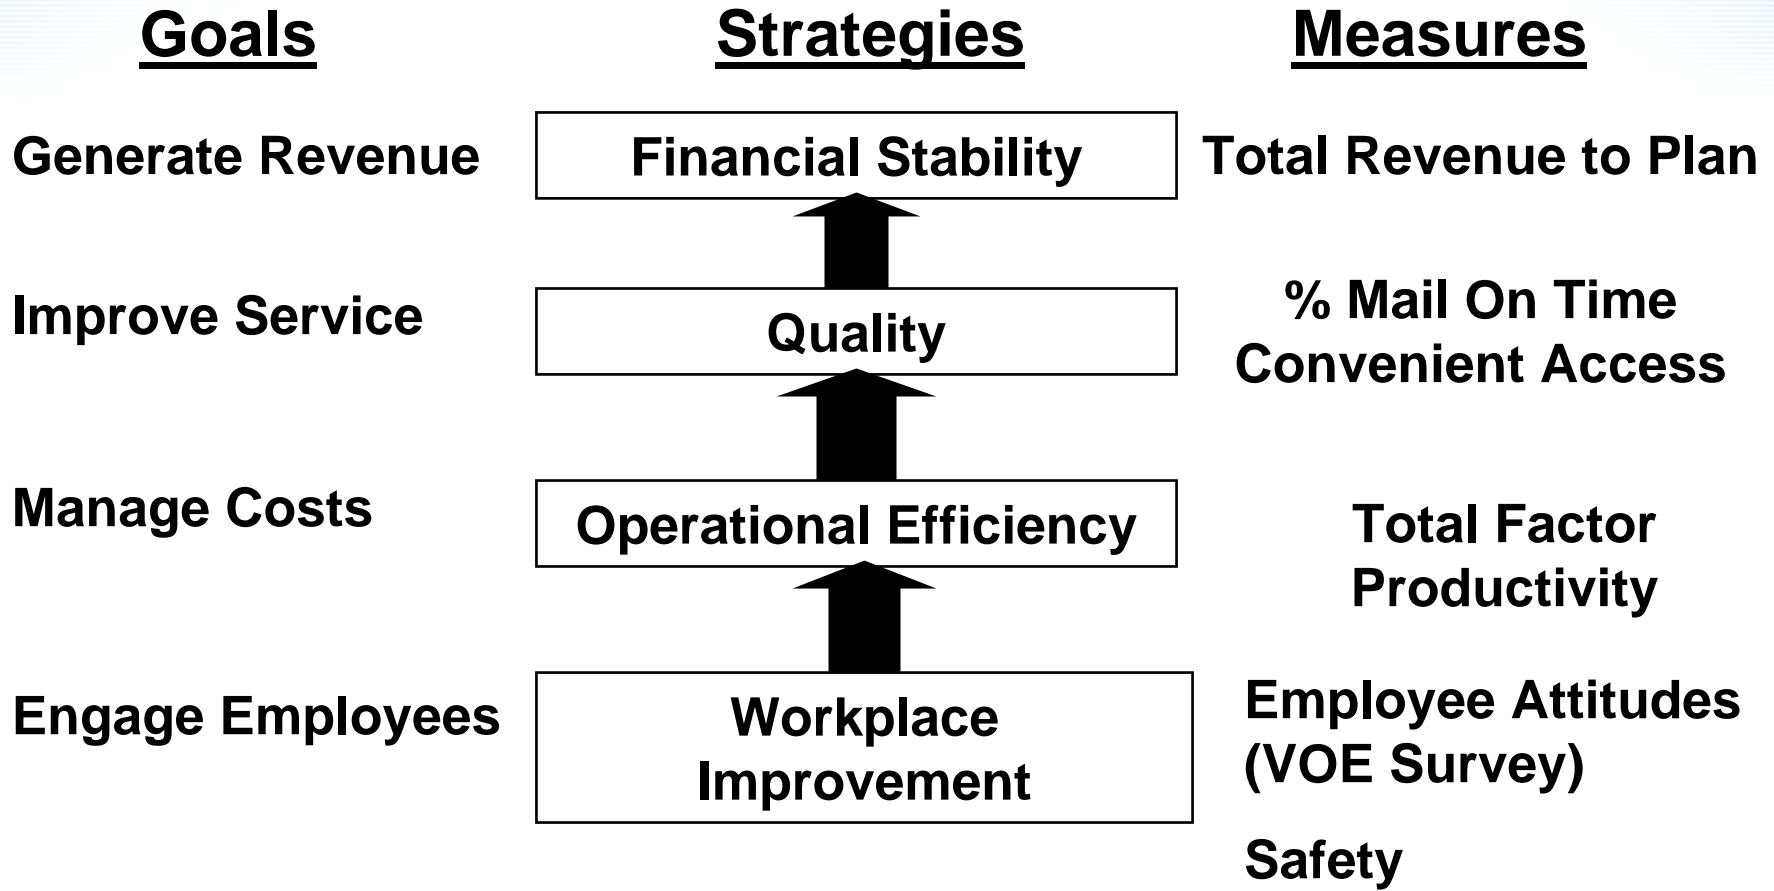 Goals Strategies Measures
Generate Revenue Financial Stability Total Revenue to Plan
Improve Service Quality % Mail On Time
Convenient Access
Manage Costs Operational Efficiency Total Factor
Productivity
Engage Employees Workplace Employee Attitudes
Improvement (VOE Survey)
Safety